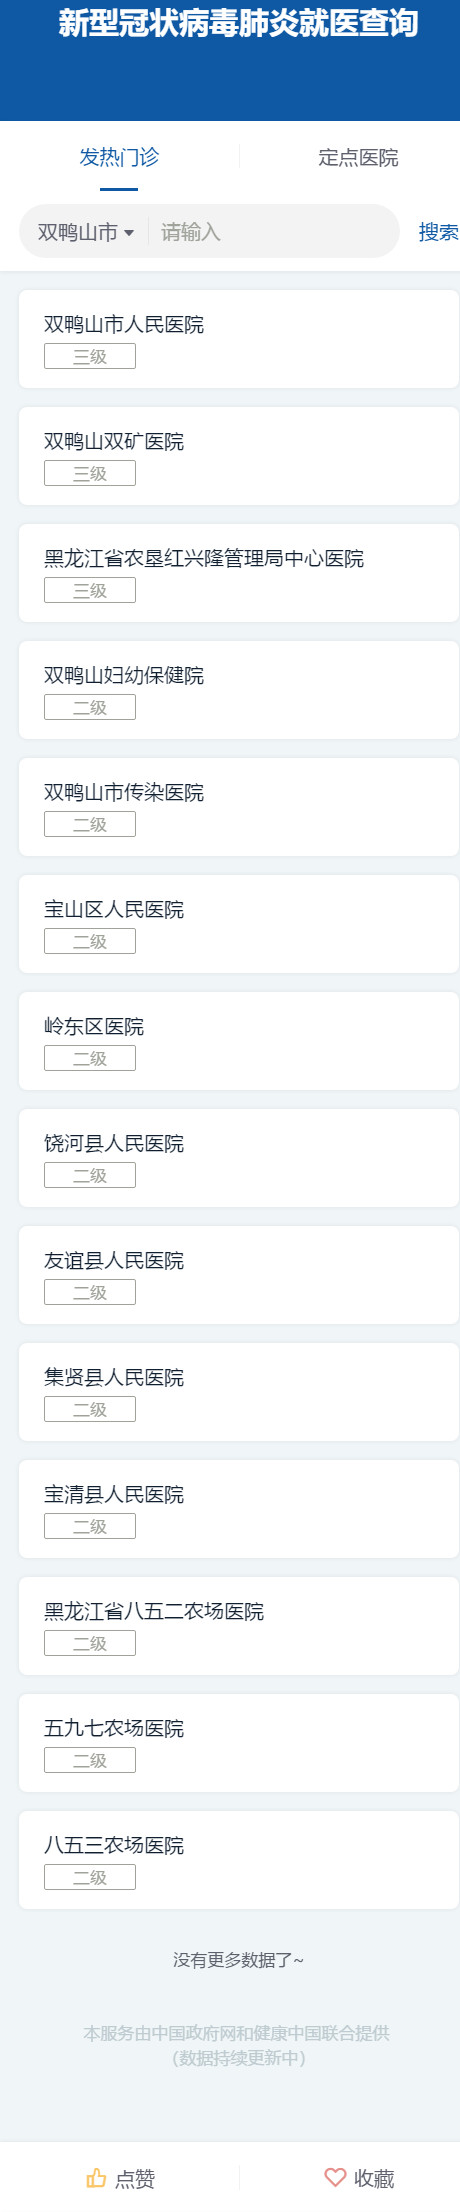 新型冠状病毒肺炎就医查询
发热门诊
定点医院
双鸭山市 请输入 搜索
双鸭山市人民医院
三级
双鸭山双矿医院
三级
黑龙江省农垦红兴隆管理局中心医院
三级
双鸭山妇幼保健院
二级
双鸭山市传染医院
二级
宝山区人民医院
二级
岭东区医院
二级
饶河县人民医院
二级
友谊县人民医院
二级
集贤县人民医院
二级
宝清县人民医院
二级
黑龙江省八五二农场医院
二级
五九七农场医院
二级
八五三农场医院
二级
没有更多数据了~
本服务由中国政府网和健康中国联合提供
(数据持续更新中)
点赞
收藏